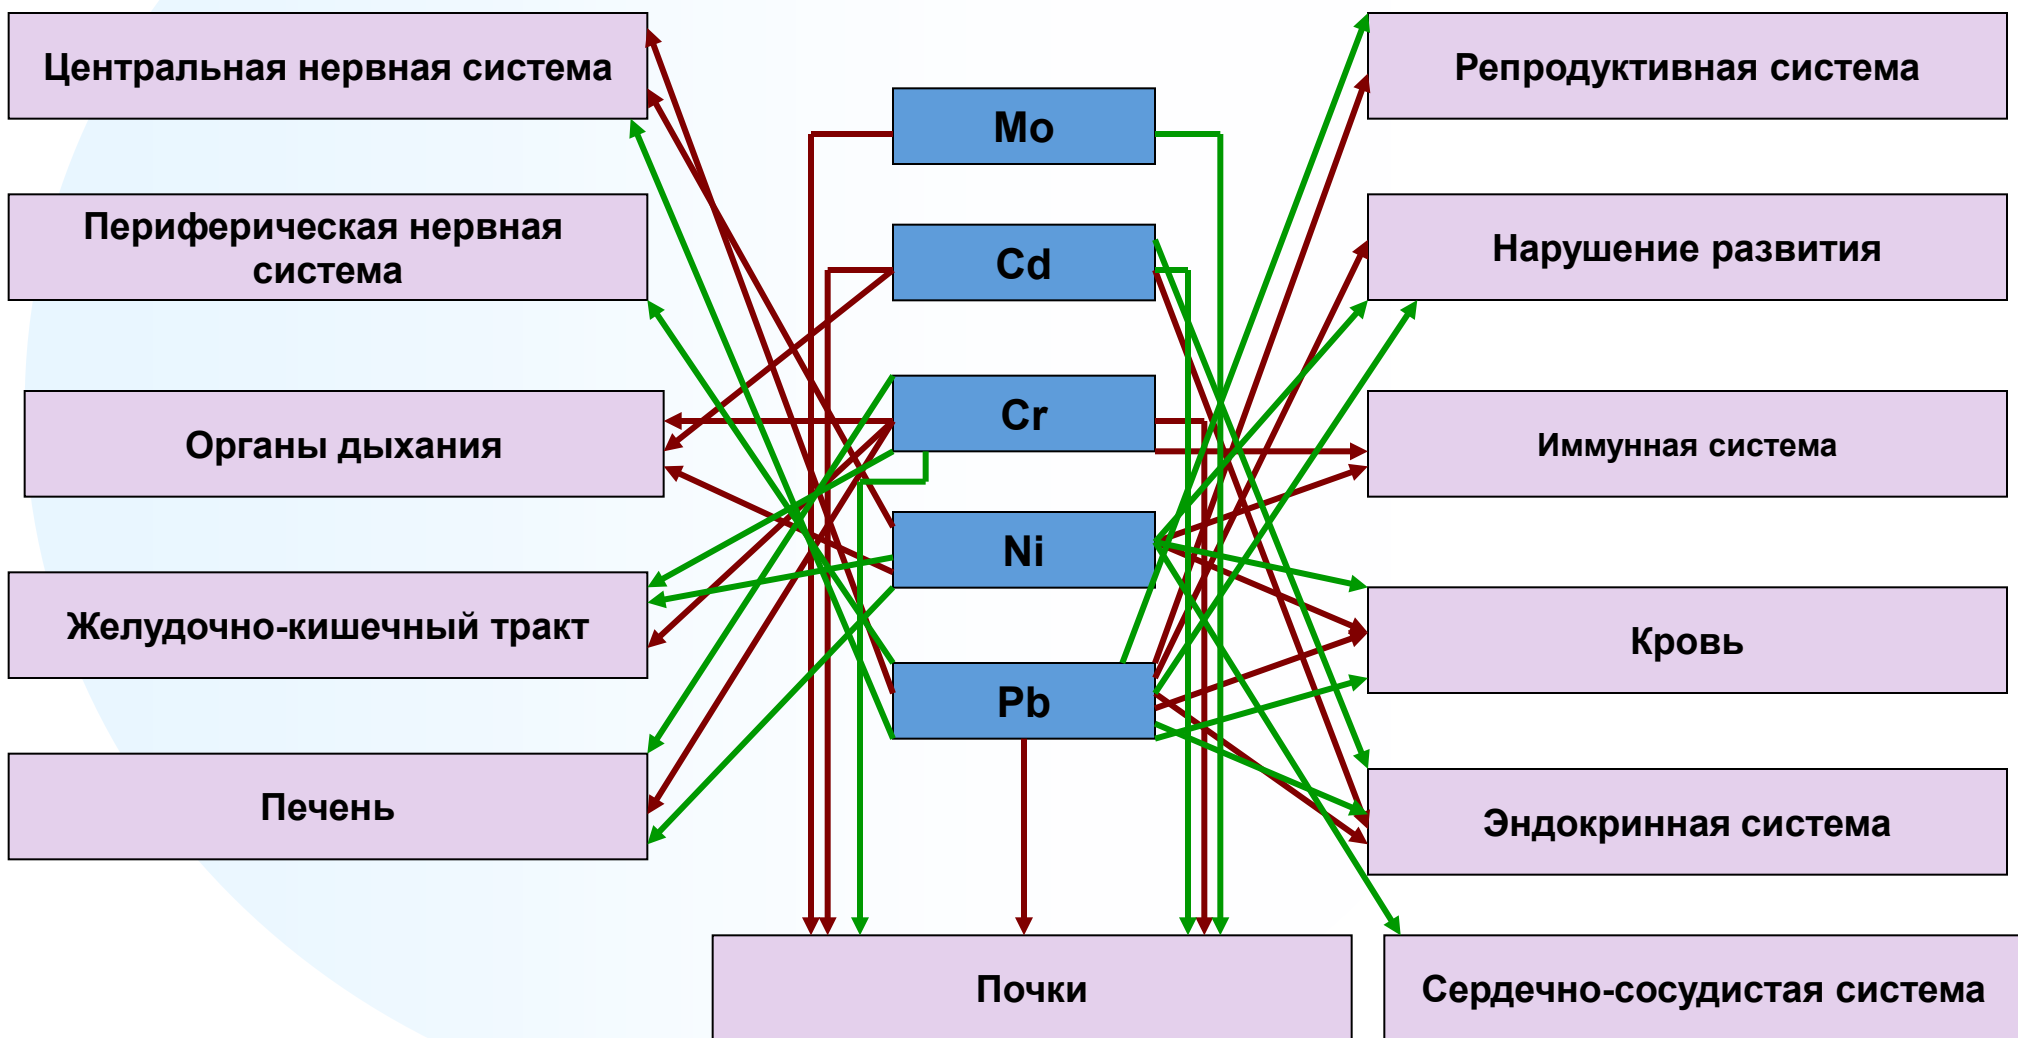 Центральная нервная система
Периферическая нервная
система
Органы дыхания
Желудочно-кишечный тракт
Печень
Mo
Cd
Cr
Ni
Pb
Почки
Репродуктивная система
Нарушение развития
Иммунная система
Кровь
Эндокринная система
Сердечно-сосудистая система